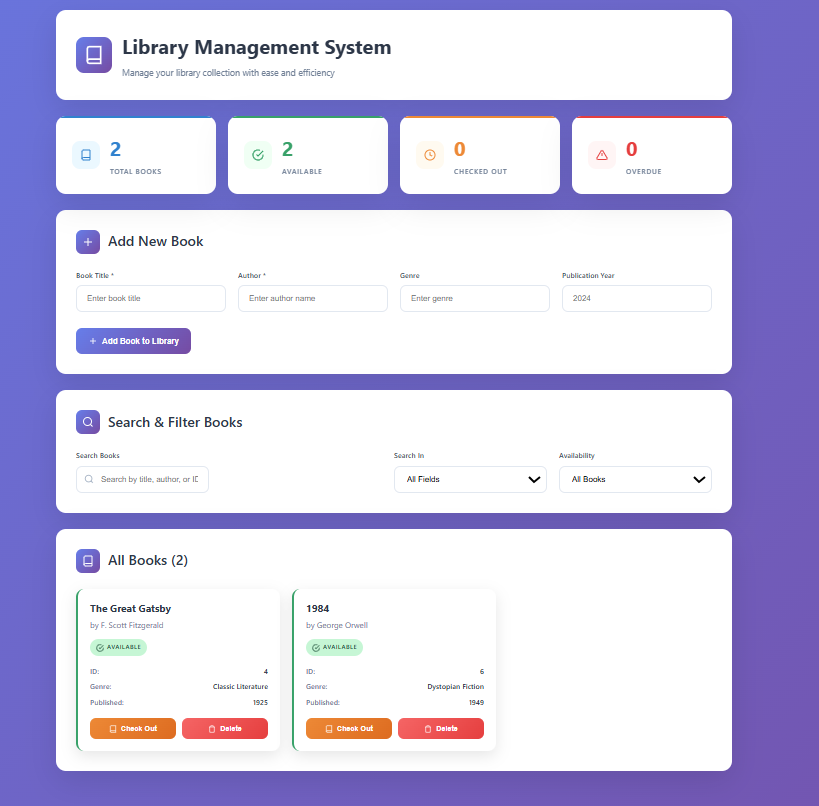 Library Management System
Manage your library collection with ease and efficiency
2
TOTAL BOOKS
2
AVAILABLE
0
CHECKED OUT
0
OVERDUE
Add New Book
Book Title * Author * Genre Publication Year
Enter book title Enter author name Enter genre 2024
+ Add Book to Library
Search & Filter Books
Search Books Search In Availability
Search by title, author, or ID All Fields All Books
All Books (2)
The Great Gatsby
by F. Scott Fitzgerald
AVAILABLE
ID: 4
Genre: Classic Literature
Published: 1925
Check Out Delete
1984
by George Orwell
AVAILABLE
ID: 6
Genre: Dystopian Fiction
Published: 1949
Check Out Delete